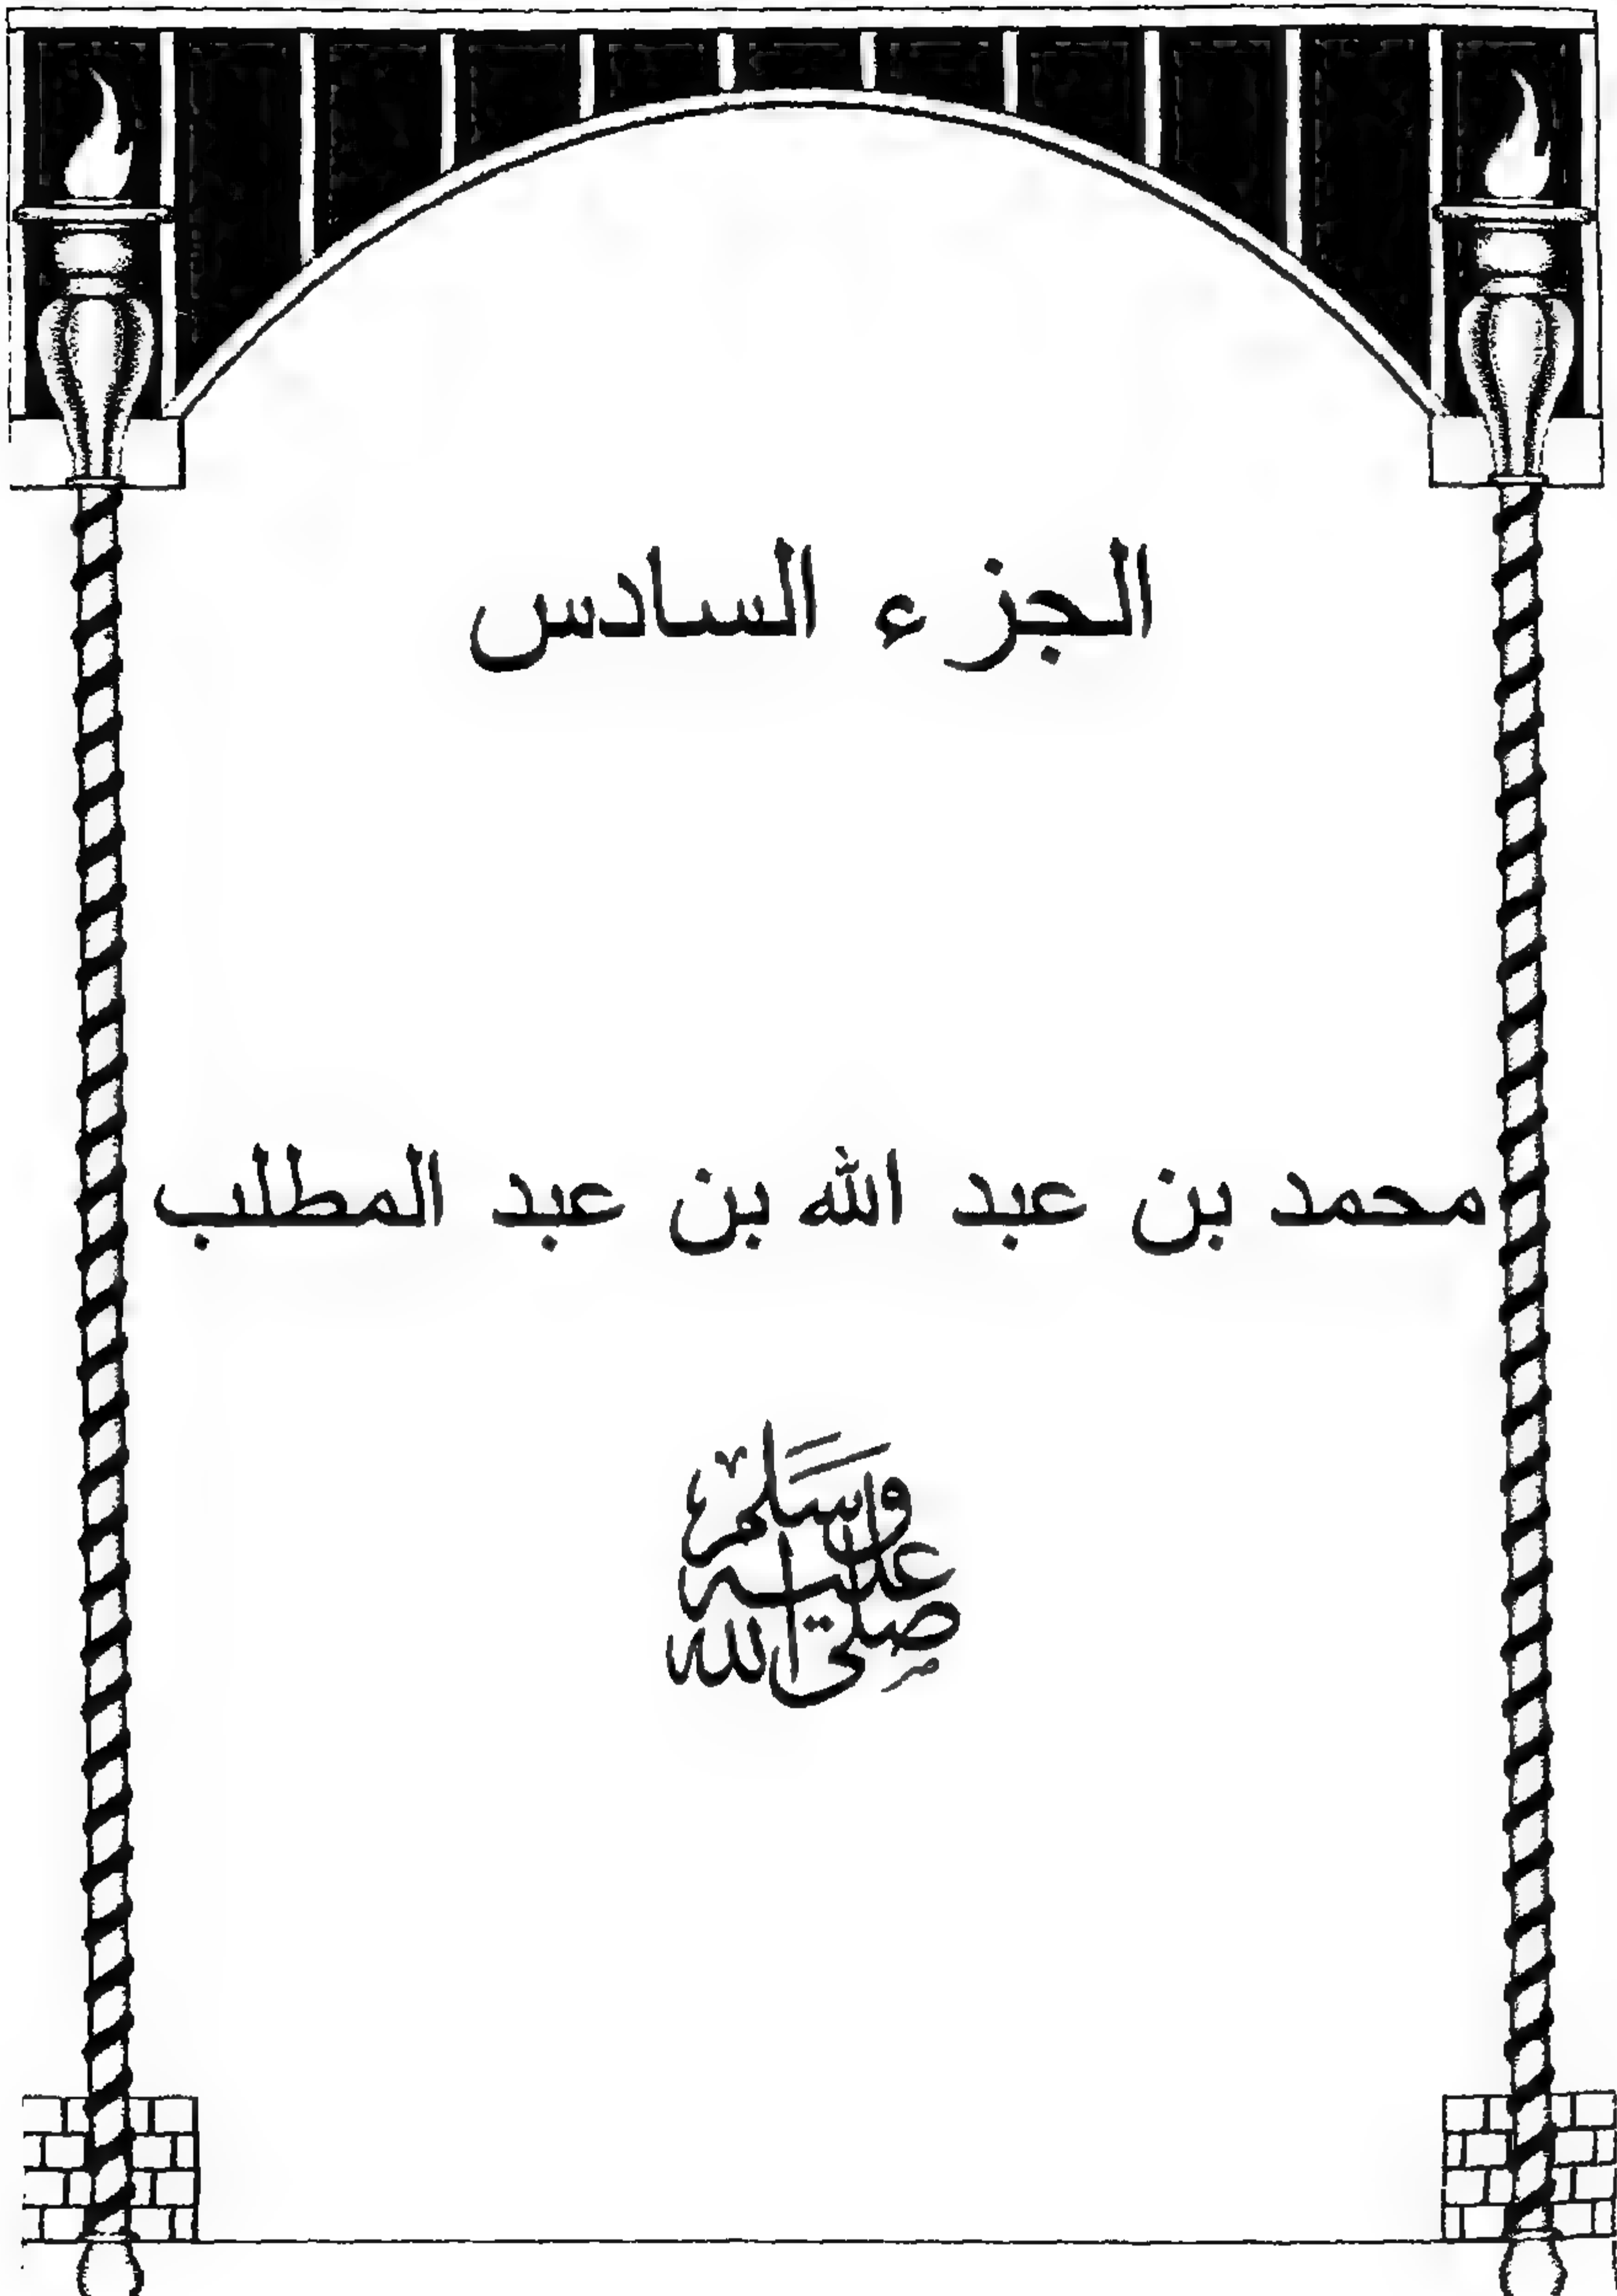 الجزء السادس
محمد بن عبد الله بن عبد المطلب
صلى الله عليه وسلم